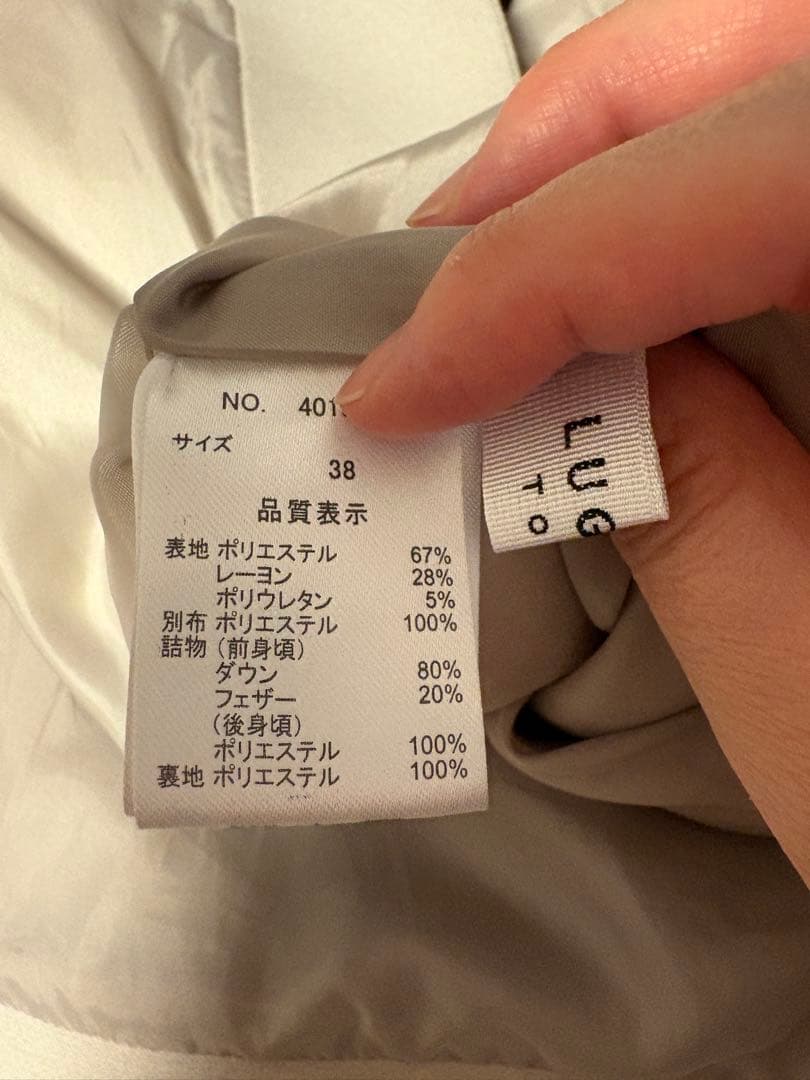 NO. 401
サイズ
38
品質表示
表地 ポリエステル 67%
レーヨン 28%
ポリウレタン 5%
別布 ポリエステル 100%
詰物 (前身頃)
ダウン 80%
フェザー 20%
(後身頃)
ポリエステル 100%
裏地 ポリエステル 100%
LUG
TO